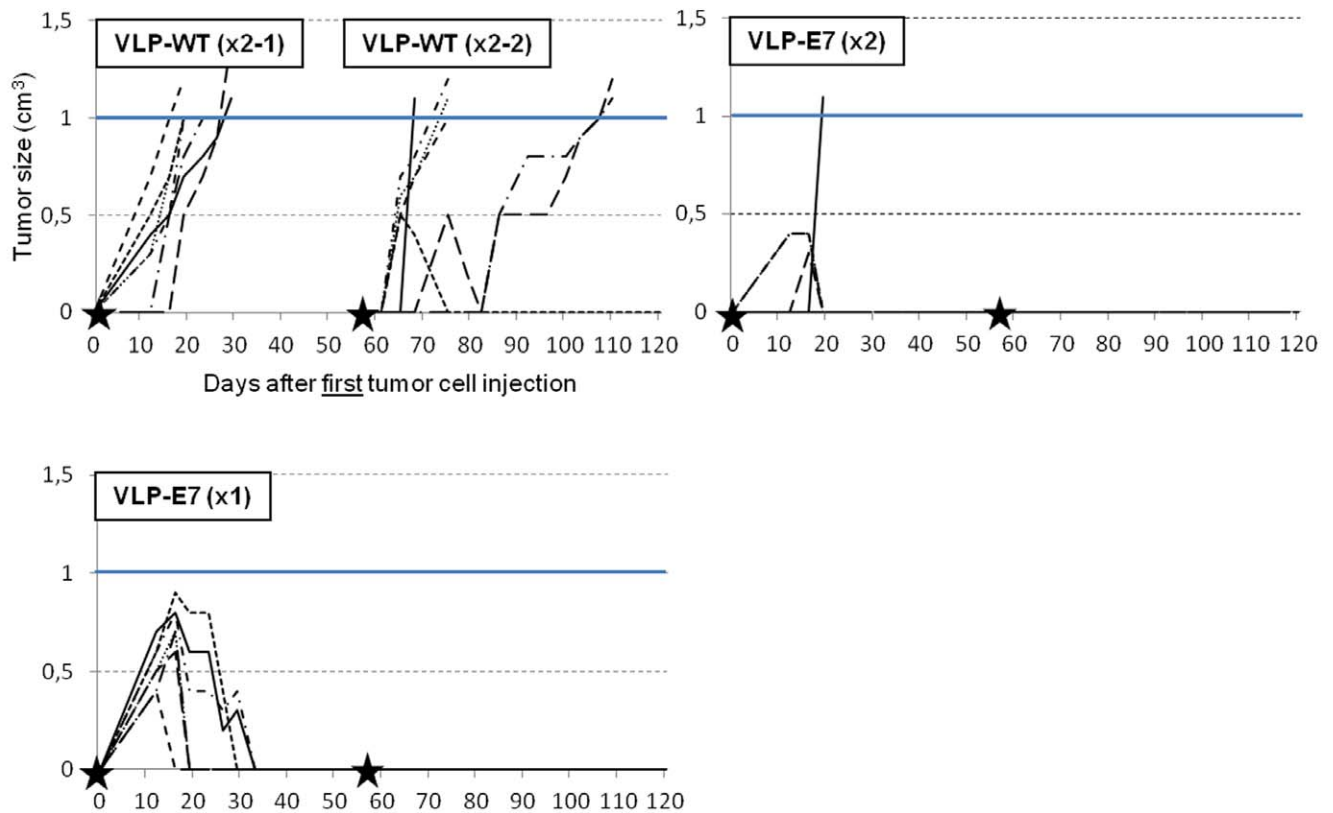 1,5
VLP-WT (x2-1)
VLP-WT (x2-2)
Tumor size (cm³)
1
0,5
0
0 10 20 30 40 50 60 70 80 90 100 110 120
Days after first tumor cell injection
1,5
VLP-E7 (x2)
1
0,5
0
0 10 20 30 40 50 60 70 80 90 100 110 120
1,5
VLP-E7 (x1)
1
0,5
0
0 10 20 30 40 50 60 70 80 90 100 110 120